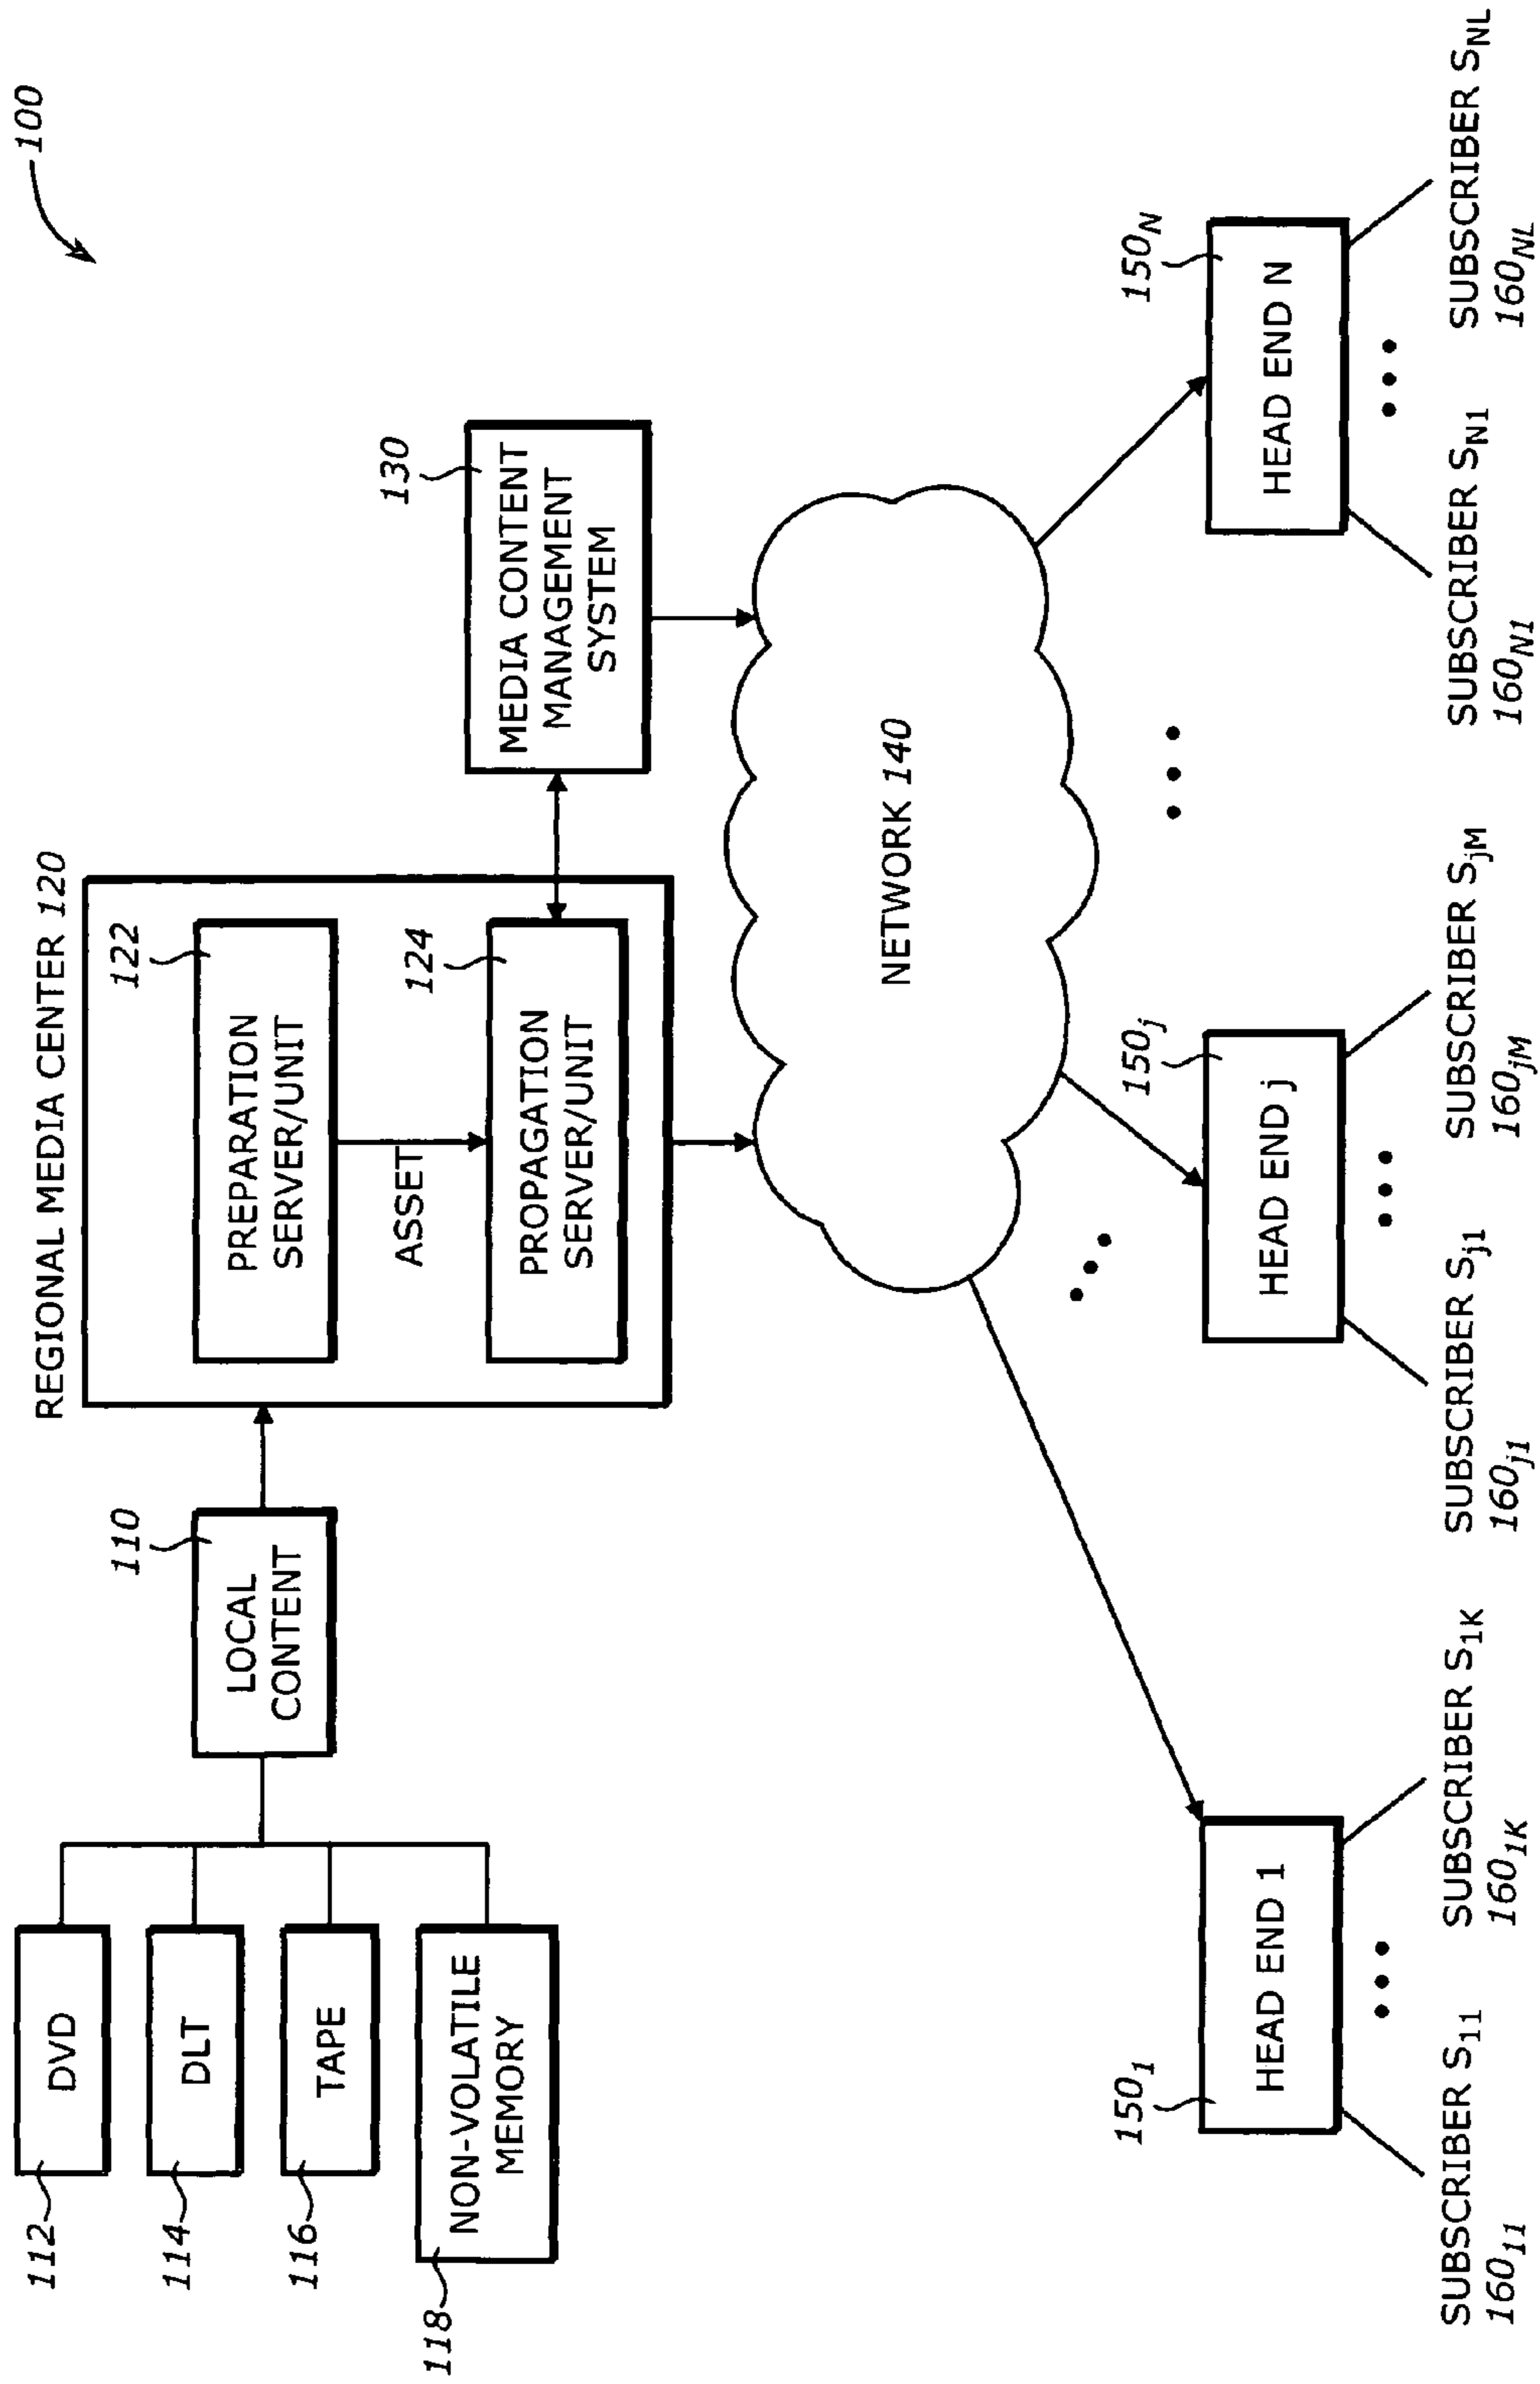 100
REGIONAL MEDIA CENTER 120
112
DVD
114
DLT
116
TAPE
118
NON-VOLATILE
MEMORY
110
LOCAL
CONTENT
122
PREPARATION
SERVER/UNIT
ASSET
124
PROPAGATION
SERVER/UNIT
130
MEDIA CONTENT
MANAGEMENT
SYSTEM
NETWORK 140
150₁
HEAD END 1
150ⱼ
HEAD END j
150N
HEAD END N
SUBSCRIBER S₁₁
160₁₁
SUBSCRIBER S1K
1601K
SUBSCRIBER Sj1
160j1
SUBSCRIBER SjM
160jM
SUBSCRIBER SN1
160N1
SUBSCRIBER SNL
160NL